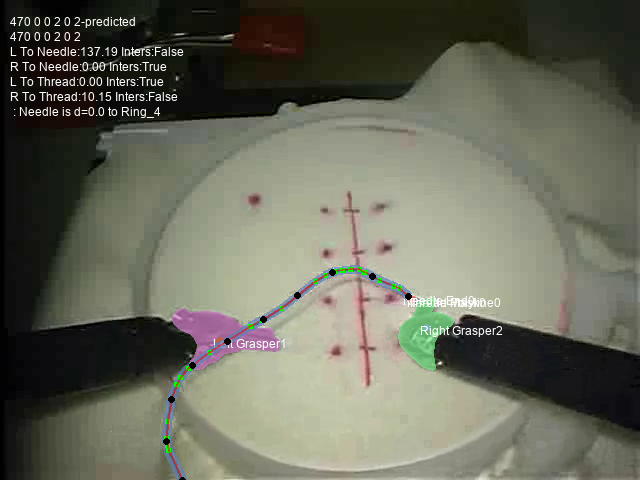 470 0 0 2 0 2-predicted
470 0 0 2 0 2
L To Needle:137.19 Inters:False
R To Needle:0.00 Inters:True
L To Thread:0.00 Inters:True
R To Thread:10.15 Inters:False
: Needle is d=0.0 to Ring_4
Right Grasper2
Left Grasper1